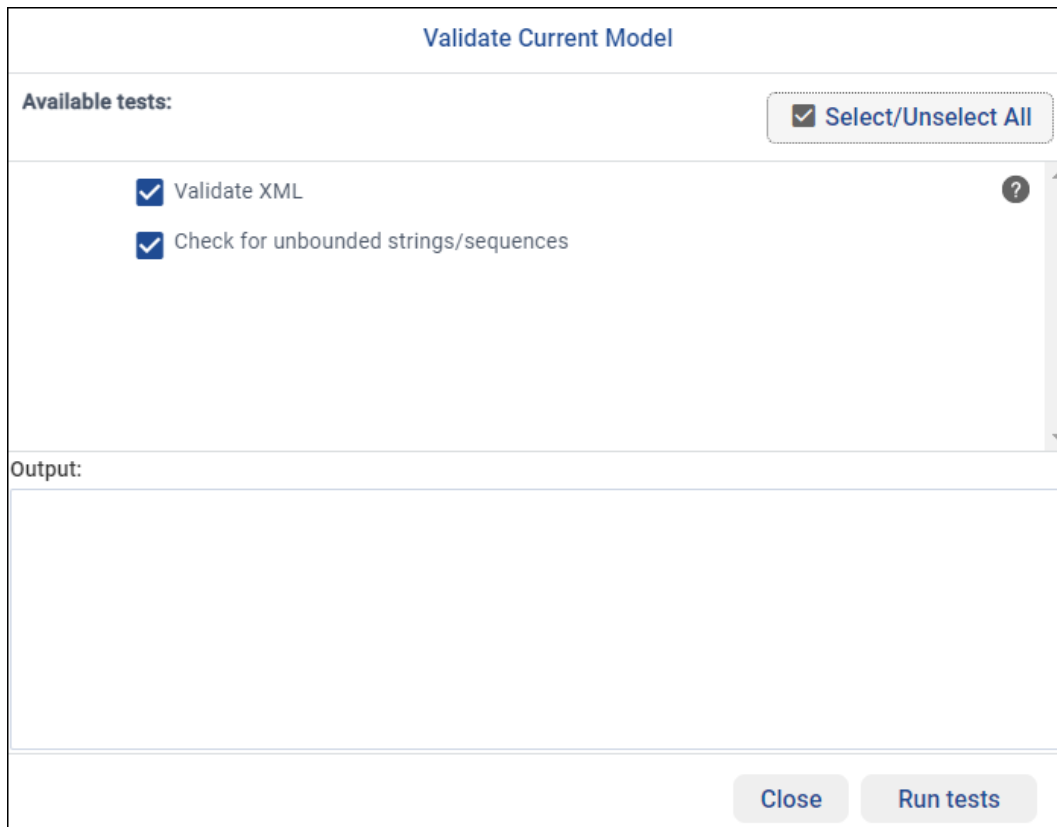 Validate Current Model
Available tests:
Select/Unselect All
Validate XML
?
Check for unbounded strings/sequences
Output:
Close
Run tests